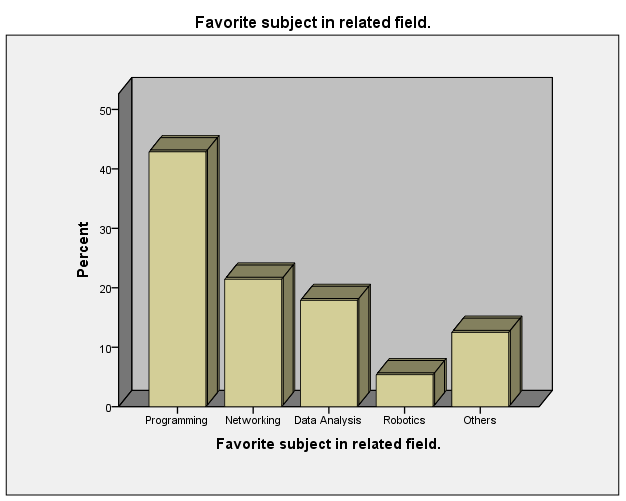 Favorite subject in related field.
50
40
30
20
10
0
Percent
Programming Networking Data Analysis Robotics Others
Favorite subject in related field.